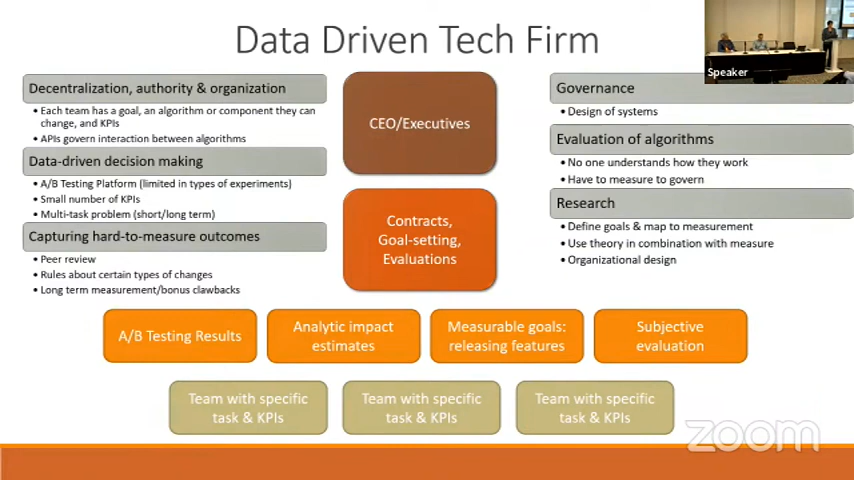 Data Driven Tech Firm
Speaker
Decentralization, authority & organization
• Each team has a goal, an algorithm or component they can
change, and KPIs
• APIs govern interaction between algorithms
Data-driven decision making
• A/B Testing Platform (limited in types of experiments)
• Small number of KPIs
• Multi-task problem (short/long term)
Capturing hard-to-measure outcomes
• Peer review
• Rules about certain types of changes
• Long term measurement/bonus clawbacks
CEO/Executives
Contracts,
Goal-setting,
Evaluations
Governance
• Design of systems
Evaluation of algorithms
• No one understands how they work
• Have to measure to govern
Research
• Define goals & map to measurement
• Use theory in combination with measure
• Organizational design
A/B Testing Results
Analytic impact
estimates
Measurable goals:
releasing features
Subjective
evaluation
Team with specific
task & KPIs
Team with specific
task & KPIs
Team with specific
task & KPIs
zoom